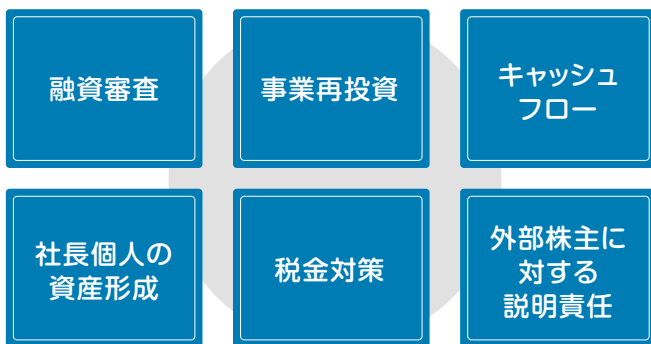 融資審査
事業再投資
キャッシュ
フロー
社長個人の
資産形成
税金対策
外部株主に
対する
説明責任